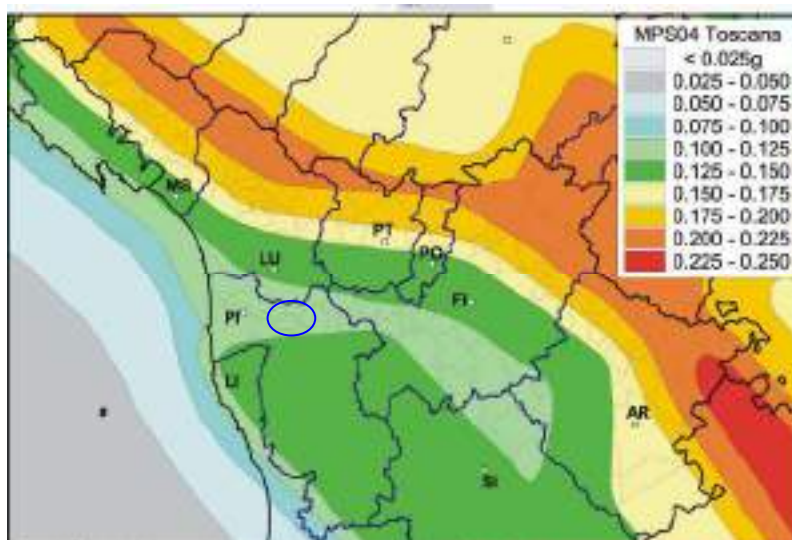 MPS04 Toscana
< 0.025g
0.025 - 0.050
0.050 - 0.075
0.075 - 0.100
0.100 - 0.125
0.125 - 0.150
0.150 - 0.175
0.175 - 0.200
0.200 - 0.225
0.225 - 0.250
MS
PT
LU
PO
FI
PI
LI
AR
SI